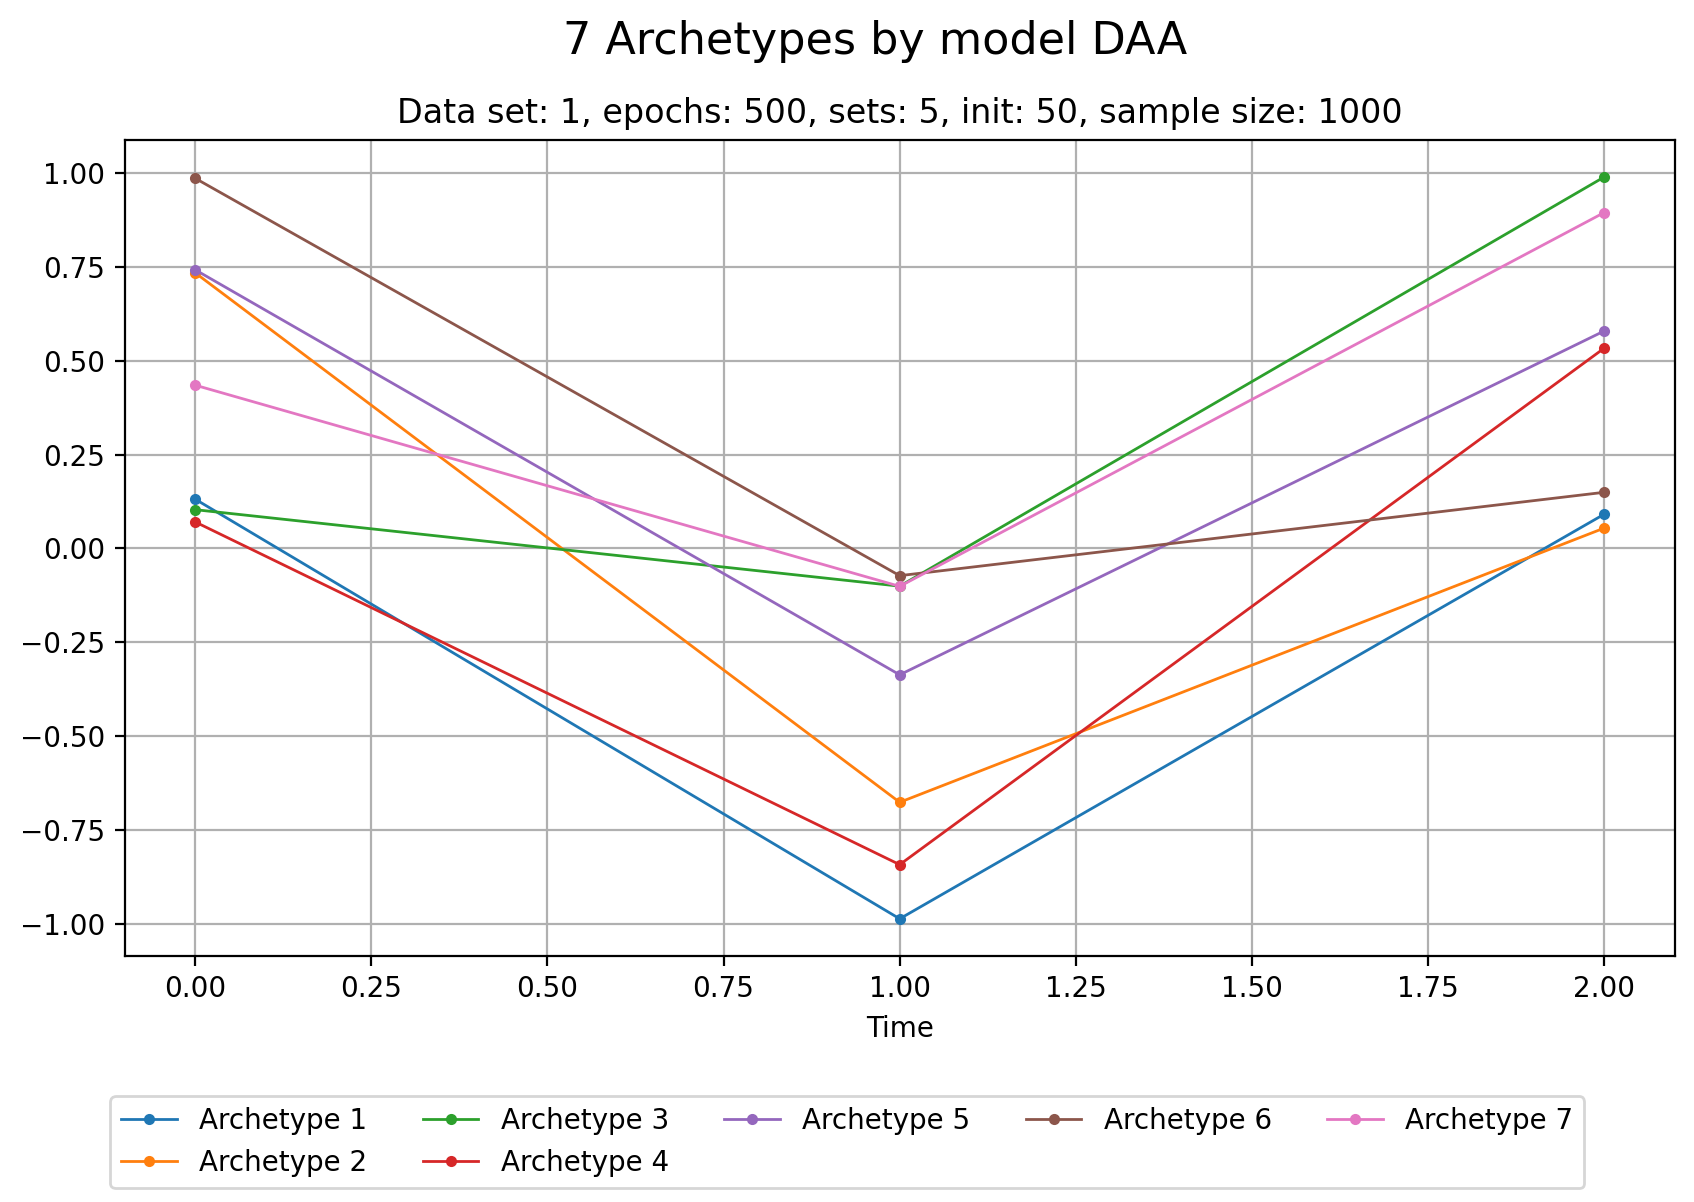 7 Archetypes by model DAA
Data set: 1, epochs: 500, sets: 5, init: 50, sample size: 1000
1.00
0.75
0.50
0.25
0.00
−0.25
−0.50
−0.75
−1.00
0.00 0.25 0.50 0.75 1.00 1.25 1.50 1.75 2.00
Time
Archetype 1 Archetype 3 Archetype 5 Archetype 6 Archetype 7
Archetype 2 Archetype 4